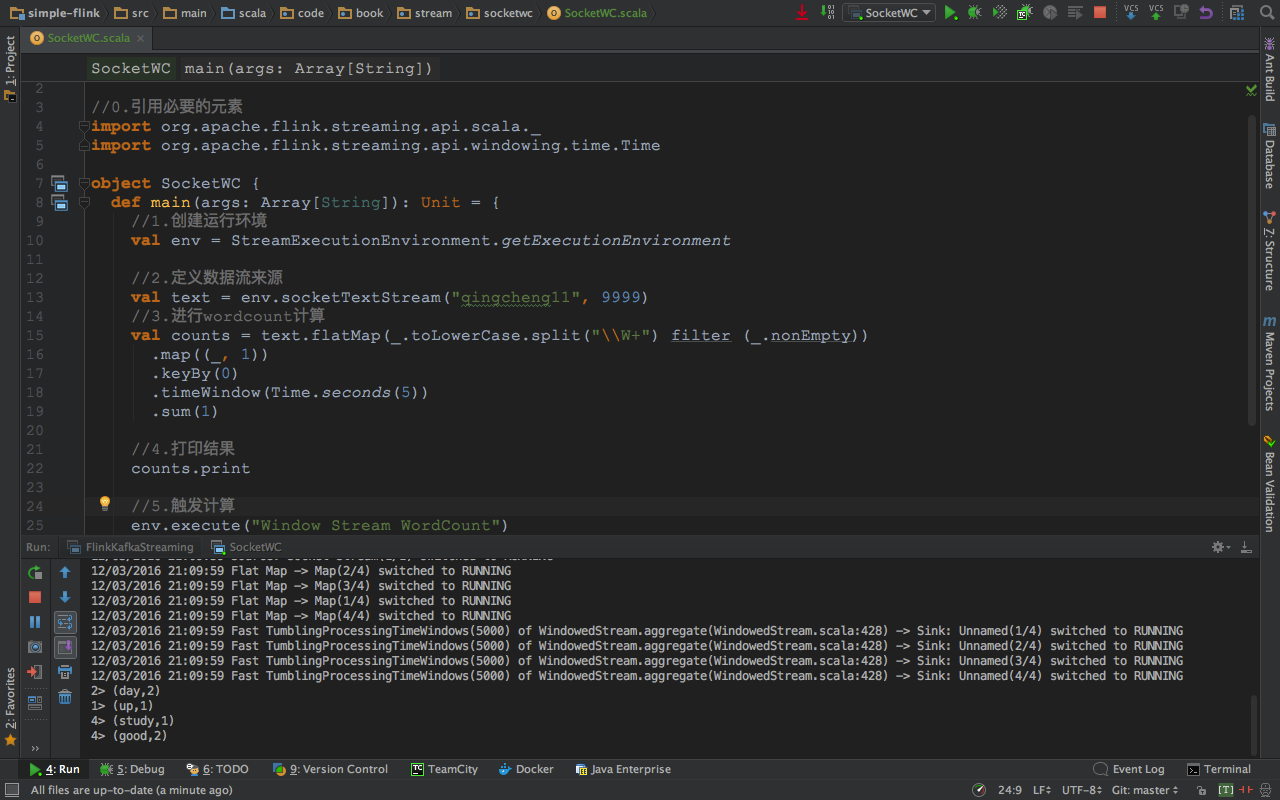 simple-flink src main scala code book stream socketwc SocketWC.scala SocketWC VCS VCS
SocketWC.scala
1: Project
SocketWC main(args: Array[String])
2
3 //0.引用必要的元素
4 import org.apache.flink.streaming.api.scala._
5 import org.apache.flink.streaming.api.windowing.time.Time
6
7 object SocketWC {
8 def main(args: Array[String]): Unit = {
9 //1.创建运行环境
10 val env = StreamExecutionEnvironment.getExecutionEnvironment
11
12 //2.定义数据流来源
13 val text = env.socketTextStream("qingcheng11", 9999)
14 //3.进行wordcount计算
15 val counts = text.flatMap(_.toLowerCase.split("\\W+") filter (_.nonEmpty))
16 .map((_, 1))
17 .keyBy(0)
18 .timeWindow(Time.seconds(5))
19 .sum(1)
20
21 //4.打印结果
22 counts.print
23
24 //5.触发计算
25 env.execute("Window Stream WordCount")
Ant Build
Database
Z: Structure
m Maven Projects
Bean Validation
Run: FlinkKafkaStreaming SocketWC
12/03/2016 21:09:59 Flat Map -> Map(2/4) switched to RUNNING
12/03/2016 21:09:59 Flat Map -> Map(3/4) switched to RUNNING
12/03/2016 21:09:59 Flat Map -> Map(1/4) switched to RUNNING
12/03/2016 21:09:59 Flat Map -> Map(4/4) switched to RUNNING
12/03/2016 21:09:59 Fast TumblingProcessingTimeWindows(5000) of WindowedStream.aggregate(WindowedStream.scala:428) -> Sink: Unnamed(1/4) switched to RUNNING
12/03/2016 21:09:59 Fast TumblingProcessingTimeWindows(5000) of WindowedStream.aggregate(WindowedStream.scala:428) -> Sink: Unnamed(2/4) switched to RUNNING
12/03/2016 21:09:59 Fast TumblingProcessingTimeWindows(5000) of WindowedStream.aggregate(WindowedStream.scala:428) -> Sink: Unnamed(3/4) switched to RUNNING
12/03/2016 21:09:59 Fast TumblingProcessingTimeWindows(5000) of WindowedStream.aggregate(WindowedStream.scala:428) -> Sink: Unnamed(4/4) switched to RUNNING
2> (day,2)
1> (up,1)
4> (study,1)
4> (good,2)
2: Favorites
4: Run 5: Debug 6: TODO 9: Version Control TeamCity Docker Java Enterprise Event Log Terminal
All files are up-to-date (a minute ago) 24:9 LF UTF-8 Git: master [T]